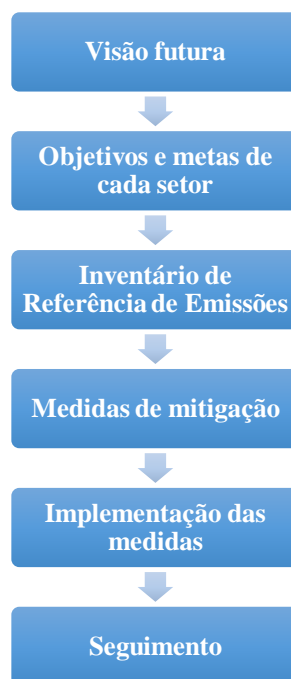 Visão futura
Objetivos e metas de
cada setor
Inventário de
Referência de Emissões
Medidas de mitigação
Implementação das
medidas
Seguimento